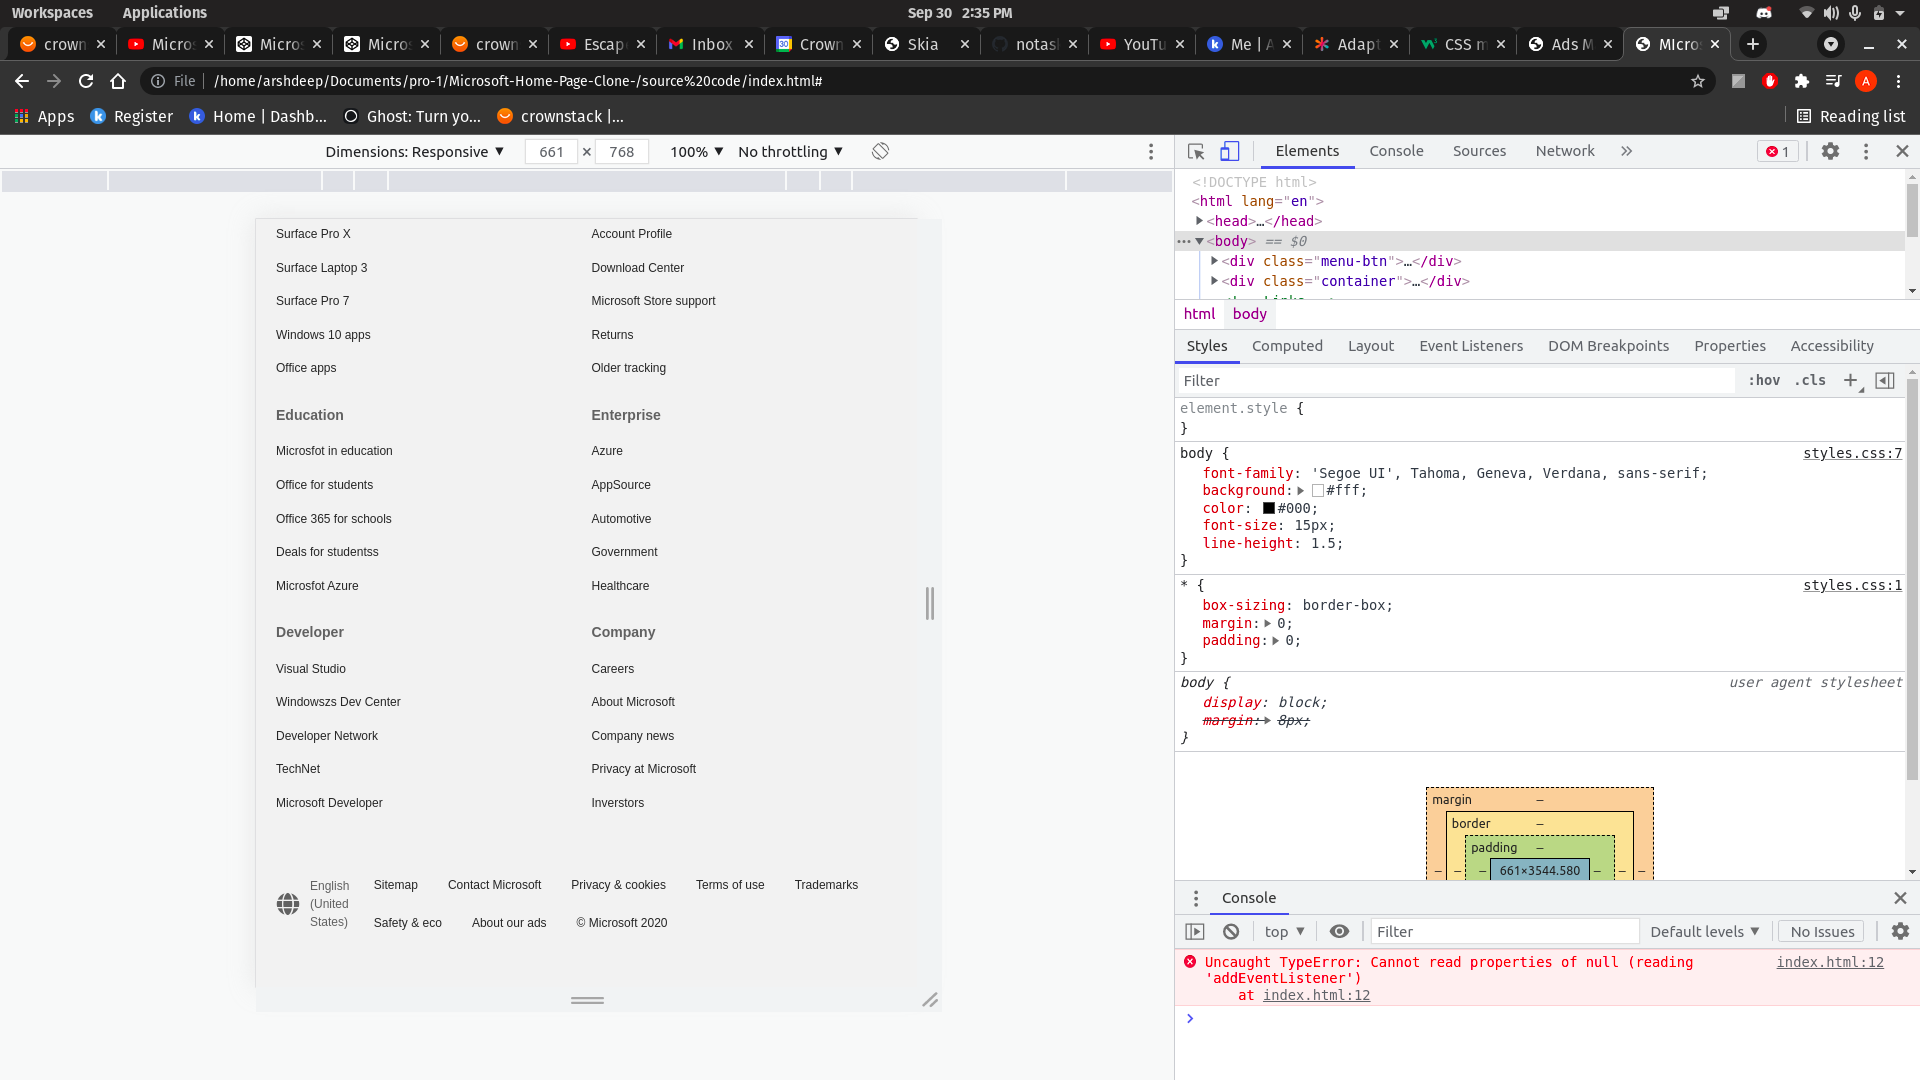 Workspaces Applications Sep 30 2:35 PM
crown Micros Micros Micros crown Escap Inbox Crown Skia notas YouTu Me | A Adapt CSS m Ads M MIcros
File /home/arshdeep/Documents/pro-1/Microsoft-Home-Page-Clone-/source%20code/index.html#
Apps Register Home | Dashb... Ghost: Turn yo... crownstack |... Reading list
Dimensions: Responsive 661 × 768 100% No throttling
Surface Pro X Account Profile
Surface Laptop 3 Download Center
Surface Pro 7 Microsoft Store support
Windows 10 apps Returns
Office apps Older tracking
Education Enterprise
Microsfot in education Azure
Office for students AppSource
Office 365 for schools Automotive
Deals for studentss Government
Microsfot Azure Healthcare
Developer Company
Visual Studio Careers
Windowszs Dev Center About Microsoft
Developer Network Company news
TechNet Privacy at Microsoft
Microsoft Developer Inverstors
English (United States)
Sitemap Contact Microsoft Privacy & cookies Terms of use Trademarks
Safety & eco About our ads © Microsoft 2020
Elements Console Sources Network 1
<!DOCTYPE html>
<html lang="en">
<head>…</head>
<body> == $0
<div class="menu-btn">…</div>
<div class="container">…</div>
html body
Styles Computed Layout Event Listeners DOM Breakpoints Properties Accessibility
Filter :hov .cls
element.style {
}
body { styles.css:7
font-family: 'Segoe UI', Tahoma, Geneva, Verdana, sans-serif;
background: #fff;
color: #000;
font-size: 15px;
line-height: 1.5;
}
* { styles.css:1
box-sizing: border-box;
margin: 0;
padding: 0;
}
body { user agent stylesheet
display: block;
margin: 8px;
}
margin –
border –
padding –
– – – 661×3544.580 – – –
Console
top Filter Default levels No Issues
Uncaught TypeError: Cannot read properties of null (reading index.html:12
'addEventListener')
at index.html:12